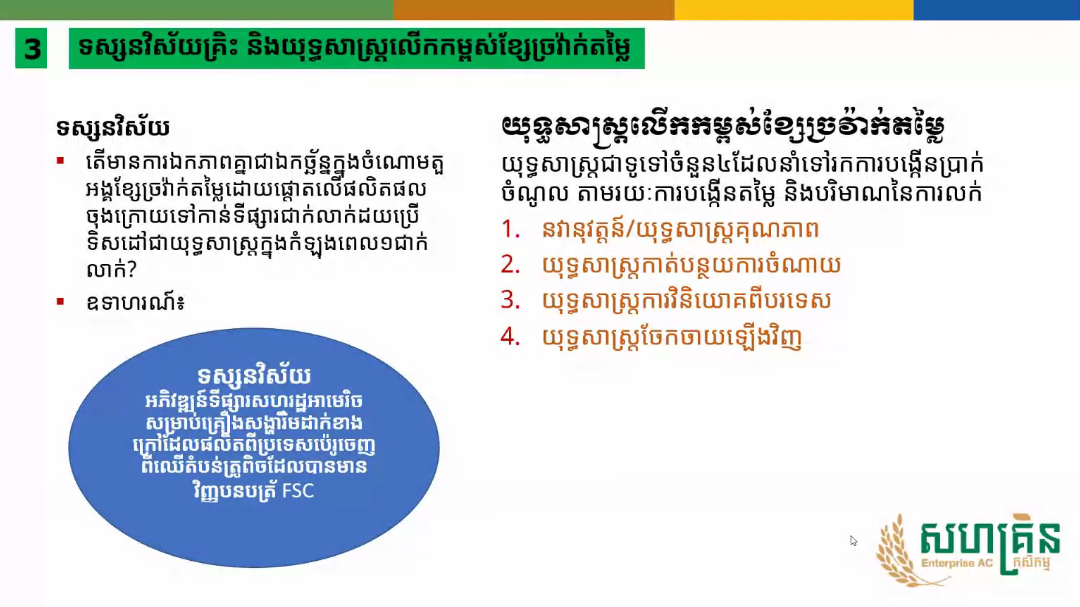 3
ទស្សនវិស័យគ្រិះ និងយុទ្ធសាស្ត្រលើកកម្ពស់ខ្សែច្រវ៉ាក់តម្លៃ
ទស្សនវិស័យ
▪ តើមានការឯកភាពគ្នាជាឯកច្ឆ័ន្ទក្នុងចំណោមតួ
អង្គខ្សែច្រវ៉ាក់តម្លៃដោយផ្តោតលើផលិតផល
ចុងក្រោយទៅកាន់ទីផ្សារជាក់លាក់ដយប្រើ
ទិសដៅជាយុទ្ធសាស្ត្រក្នុងកំឡុងពេល១ជាក់
លាក់?
▪ ឧទាហរណ៍៖
ទស្សនវិស័យ
អភិវឌ្ឍន៍ទីផ្សារសហរដ្ឋអាមេរិច
សម្រាប់គ្រឿងសង្ហារឹមដាក់ខាង
ក្រៅដែលផលិតពីប្រទេសប៉េរូចេញ
ពីឈើតំបន់ត្រូពិចដែលបានមាន
វិញ្ញបនបត្រ័ FSC
យុទ្ធសាស្ត្រលើកកម្ពស់ខ្សែច្រវ៉ាក់តម្លៃ
យុទ្ធសាស្ត្រជាទូទៅចំនួន៤ដែលនាំទៅរកការបង្កើនប្រាក់
ចំណូល តាមរយៈការបង្កើនតម្លៃ និងបរិមាណនៃការលក់
1. នវានុវត្តន៍/យុទ្ធសាស្ត្រគុណភាព
2. យុទ្ធសាស្ត្រកាត់បន្ថយការចំណាយ
3. យុទ្ធសាស្ត្រការវិនិយោគពីបរទេស
4. យុទ្ធសាស្ត្រចែកចាយឡើងវិញ
សហគ្រិន
Enterprise AC កសិកម្ម